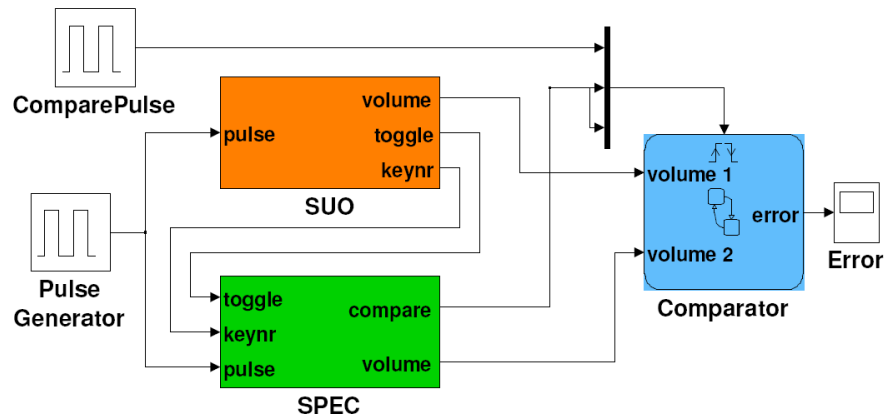 ComparePulse
pulse
volume
toggle
keynr
SUO
Pulse
Generator
toggle
keynr
pulse
compare
volume
SPEC
volume 1
volume 2
error
Comparator
Error